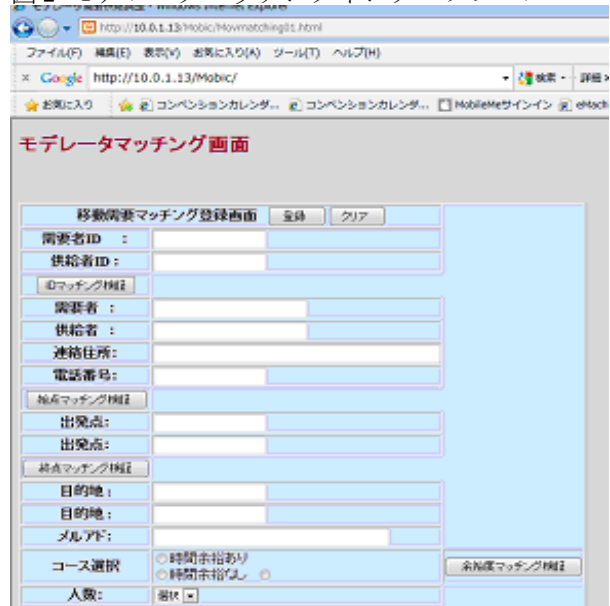 Windows Internet Explorer
http://10.0.1.13/Mobic/Movmatching01.html
ファイル(F) 編集(E) 表示(V) お気に入り(A) ツール(T) ヘルプ(H)
× Google http://10.0.1.13/Mobic/ 検索 詳細 »
お気に入り コンベンションカレンダ... コンベンションカレンダ... MobileMeサインイン eMach
モデレータマッチング画面
移動需要マッチング登録画面 登録 クリア
需要者ID :
供給者ID:
IDマッチング検証
需要者 :
供給者 :
連絡住所:
電話番号:
始点マッチング検証
出発点:
出発点:
終点マッチング検証
目的地:
目的地:
メルアド:
コース選択 時間余裕あり
時間余裕なし 余裕度マッチング検証
人数: 選択